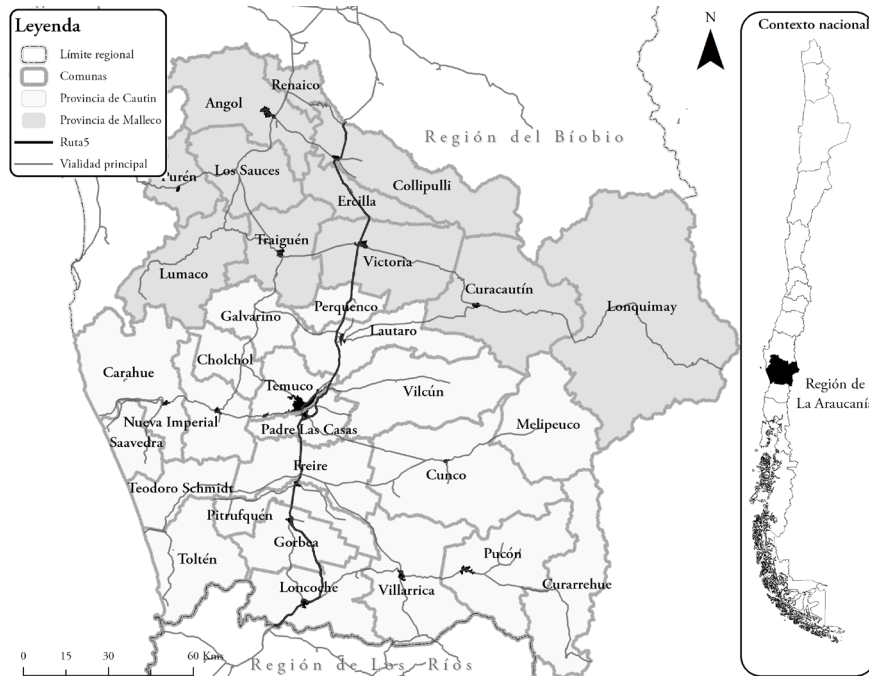 Leyenda
Límite regional
Comunas
Provincia de Cautin
Provincia de Malleco
Ruta5
Vialidad principal
N
Contexto nacional
Región de
La Araucanía
Renaico
Angol
Región del Bíobio
Los Sauces
Purén
Collipulli
Ercilla
Traiguén
Victoria
Lumaco
Curacautín
Lonquimay
Perquenco
Galvarino
Lautaro
Cholchol
Carahue
Temuco
Vilcún
Nueva Imperial
Melipeuco
Padre Las Casas
Saavedra
Freire
Cunco
Teodoro Schmidt
Pitrufquén
Gorbea
Pucón
Toltén
Loncoche
Villarrica
Curarrehue
Región de Los Ríos
0 15 30 60 Kms